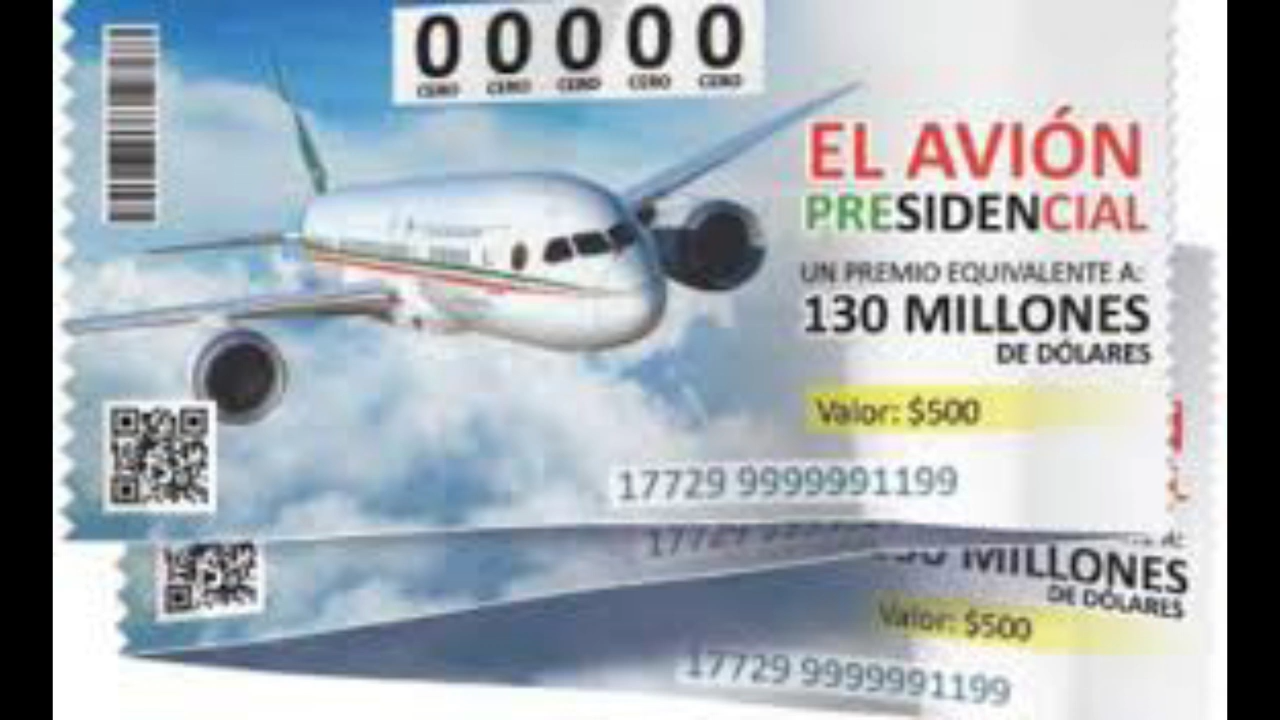 00000
CERO CERO CERO CERO CERO
EL AVIÓN
PRESIDENCIAL
UN PREMIO EQUIVALENTE A:
130 MILLONES
DE DÓLARES
Valor: $500
17729 9999991199
17729
A:
MILLONES
DE DÓLARES
Valor: $500
17729 9999991199